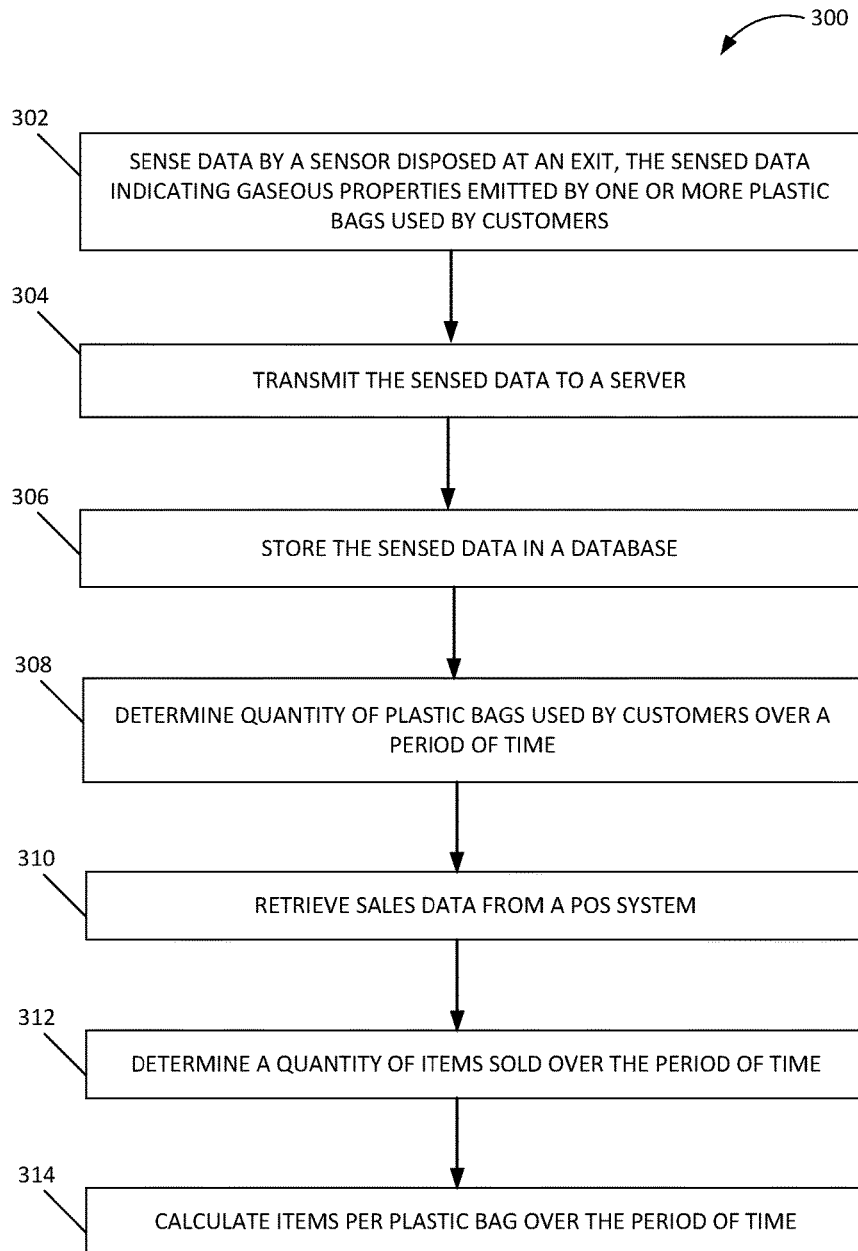 300
302
SENSE DATA BY A SENSOR DISPOSED AT AN EXIT, THE SENSED DATA
INDICATING GASEOUS PROPERTIES EMITTED BY ONE OR MORE PLASTIC
BAGS USED BY CUSTOMERS
304
TRANSMIT THE SENSED DATA TO A SERVER
306
STORE THE SENSED DATA IN A DATABASE
308
DETERMINE QUANTITY OF PLASTIC BAGS USED BY CUSTOMERS OVER A
PERIOD OF TIME
310
RETRIEVE SALES DATA FROM A POS SYSTEM
312
DETERMINE A QUANTITY OF ITEMS SOLD OVER THE PERIOD OF TIME
314
CALCULATE ITEMS PER PLASTIC BAG OVER THE PERIOD OF TIME